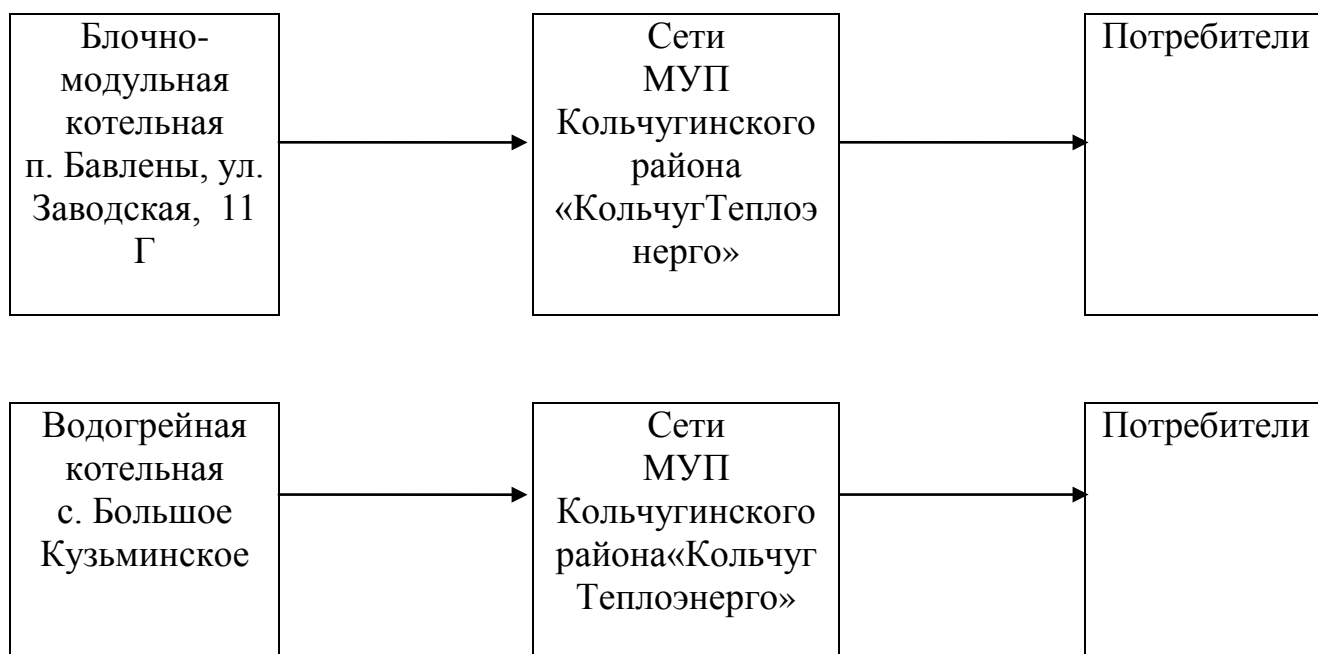 Блочно-
модульная
котельная
п. Бавлены, ул.
Заводская, 11
Г
Сети
МУП
Кольчугинского
района
«КольчугТеплоэ
нерго»
Потребители
Водогрейная
котельная
с. Большое
Кузьминское
Сети
МУП
Кольчугинского
района«Кольчуг
Теплоэнерго»
Потребители